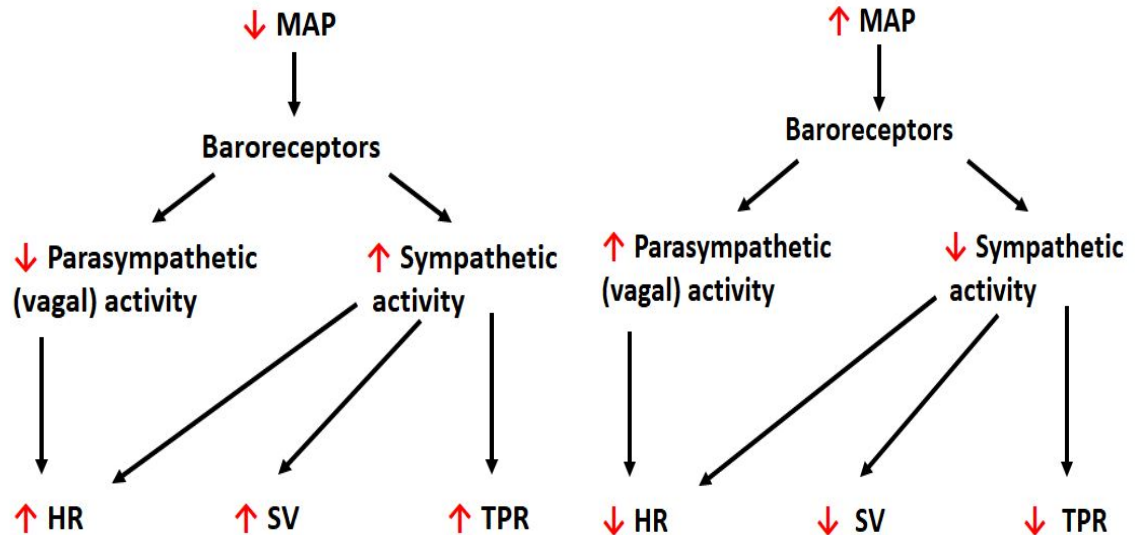 ↓ MAP
Baroreceptors
↓ Parasympathetic
(vagal) activity
↑ Sympathetic
activity
↑ HR
↑ SV
↑ TPR
↑ MAP
Baroreceptors
↑ Parasympathetic
(vagal) activity
↓ Sympathetic
activity
↓ HR
↓ SV
↓ TPR